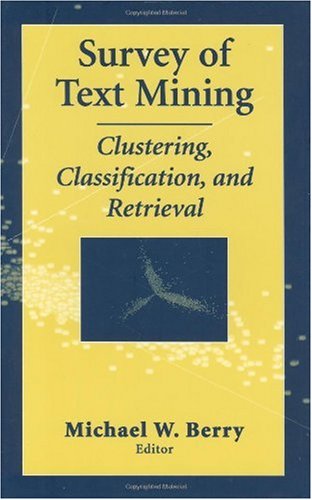 Survey of
Text Mining
Clustering,
Classification, and
Retrieval
Michael W. Berry
Editor